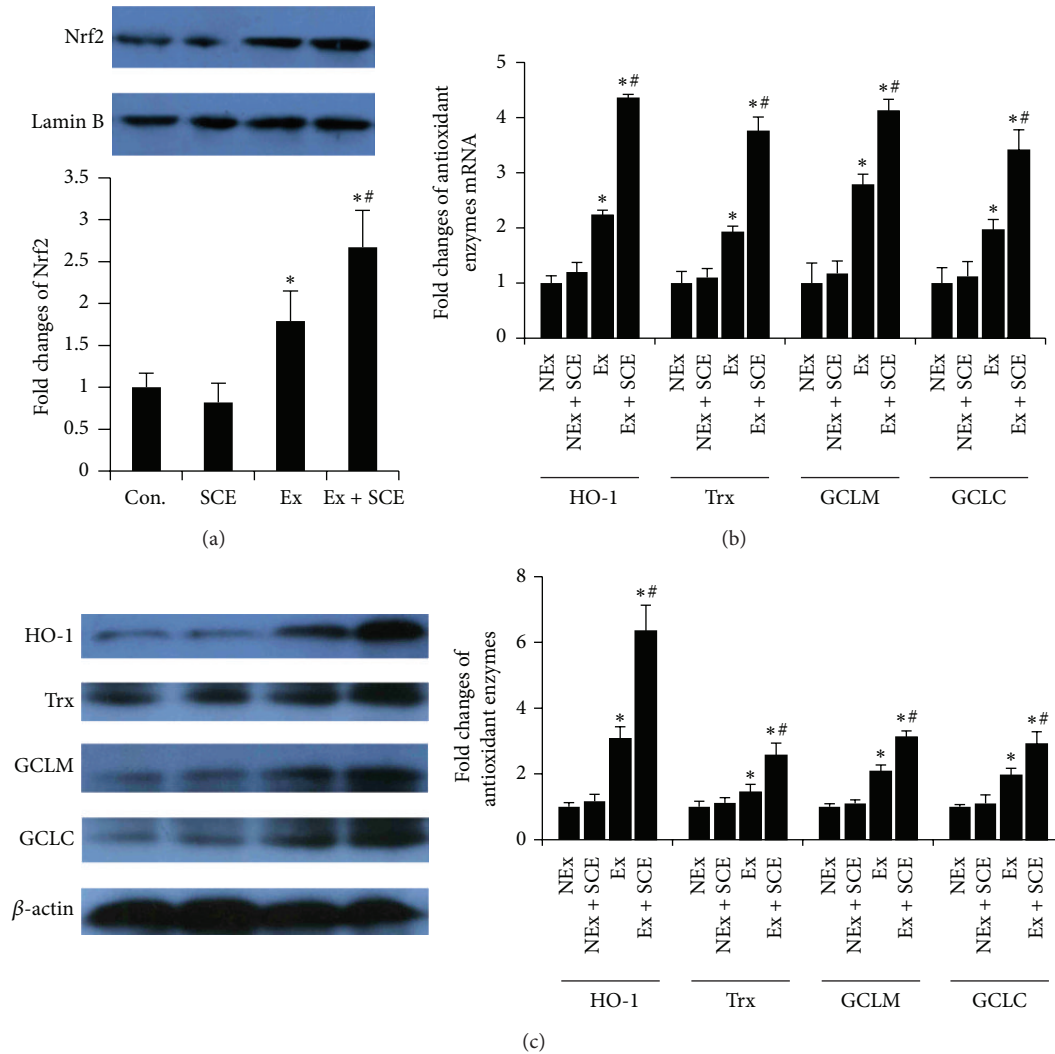 Nrf2
Lamin B
Fold changes of Nrf2
3.5
3
2.5
2
1.5
1
0.5
0
*
*#
Con.
SCE
Ex
Ex + SCE
(a)
Fold changes of antioxidant
enzymes mRNA
5
4
3
2
1
0
*
*#
*
*#
*
*#
*
*#
NEx
NEx + SCE
Ex
Ex + SCE
NEx
NEx + SCE
Ex
Ex + SCE
NEx
NEx + SCE
Ex
Ex + SCE
NEx
NEx + SCE
Ex
Ex + SCE
HO-1
Trx
GCLM
GCLC
(b)
HO-1
Trx
GCLM
GCLC
β-actin
Fold changes of
antioxidant enzymes
8
6
4
2
0
*
*#
*
*#
*
*#
*
*#
NEx
NEx + SCE
Ex
Ex + SCE
NEx
NEx + SCE
Ex
Ex + SCE
NEx
NEx + SCE
Ex
Ex + SCE
NEx
NEx + SCE
Ex
Ex + SCE
HO-1
Trx
GCLM
GCLC
(c)